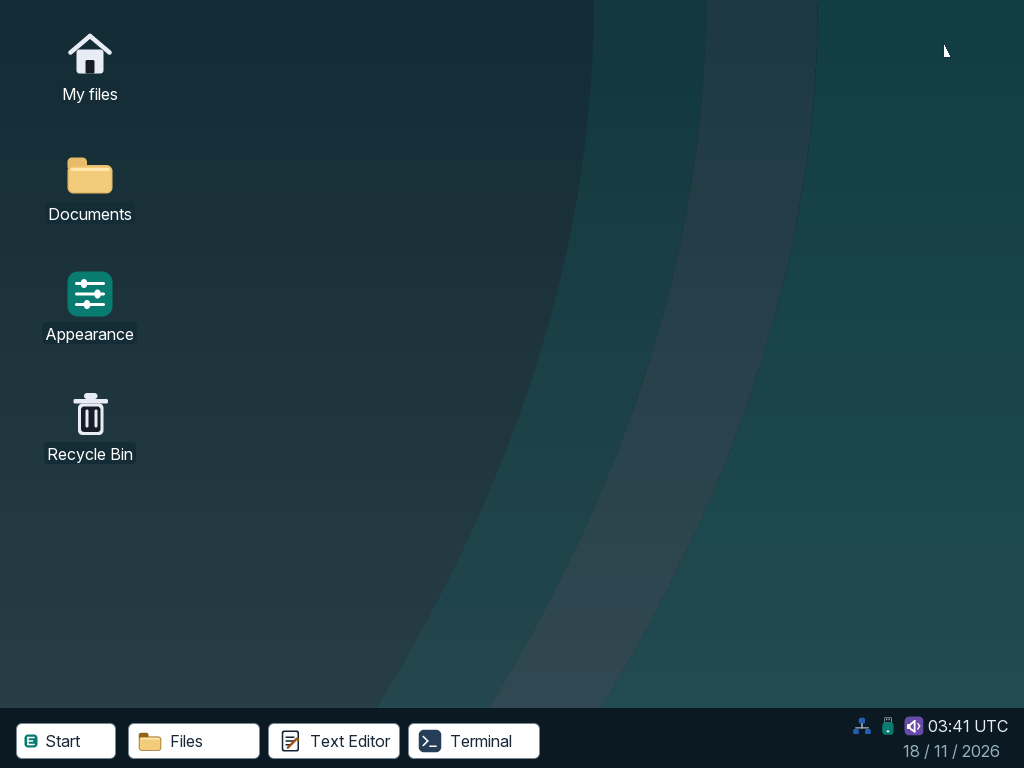 My files
Documents
Appearance
Recycle Bin
Start
Files
Text Editor
Terminal
03:41 UTC
18 / 11 / 2026